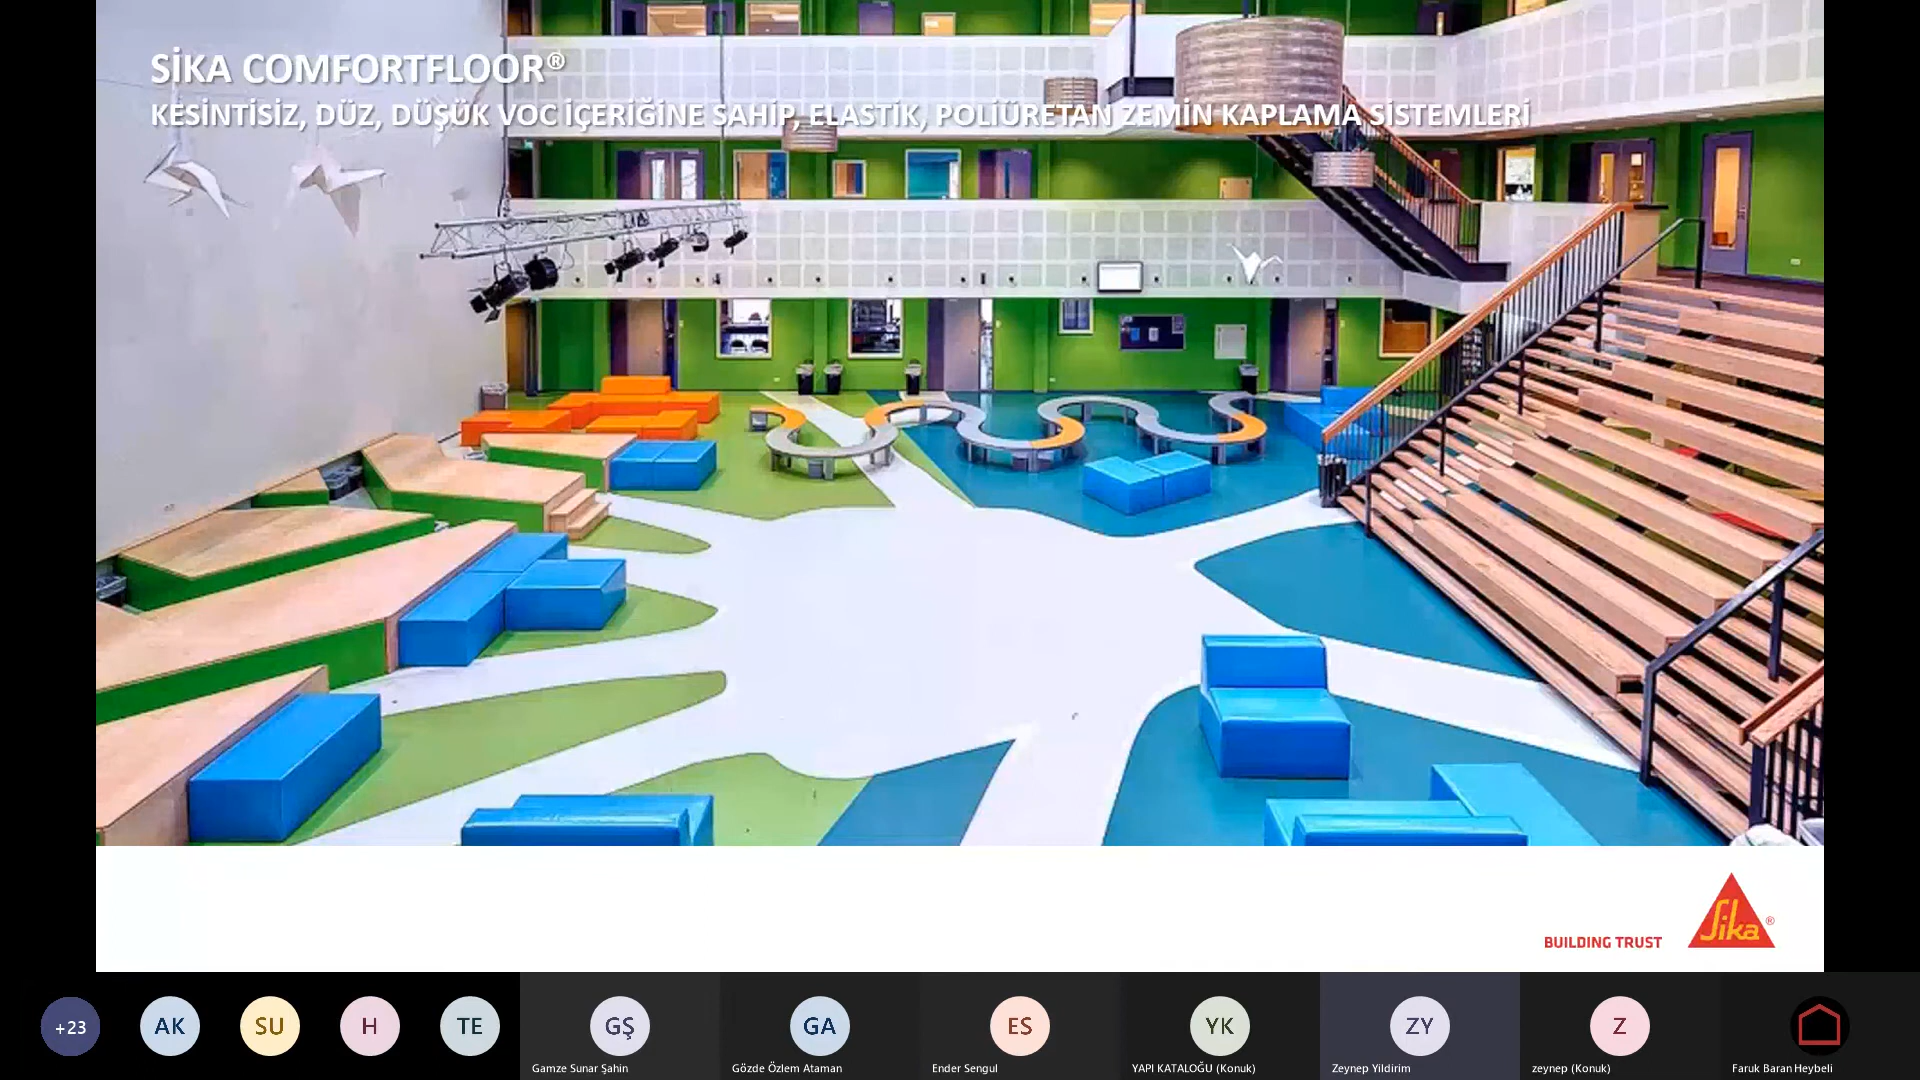 SİKA COMFORTFLOOR®
KESİNTİSİZ, DÜZ, DÜŞÜK VOC İÇERİĞİNE SAHİP, ELASTİK, POLİÜRETAN ZEMİN KAPLAMA SİSTEMLERİ
BUILDING TRUST
Sika®
+23
AK
SU
H
TE
GŞ
GA
ES
YK
ZY
Z
Gamze Sunar Şahin
Gözde Özlem Ataman
Ender Sengul
YAPI KATALOĞU (Konuk)
Zeynep Yildirim
zeynep (Konuk)
Faruk Baran Heybeli